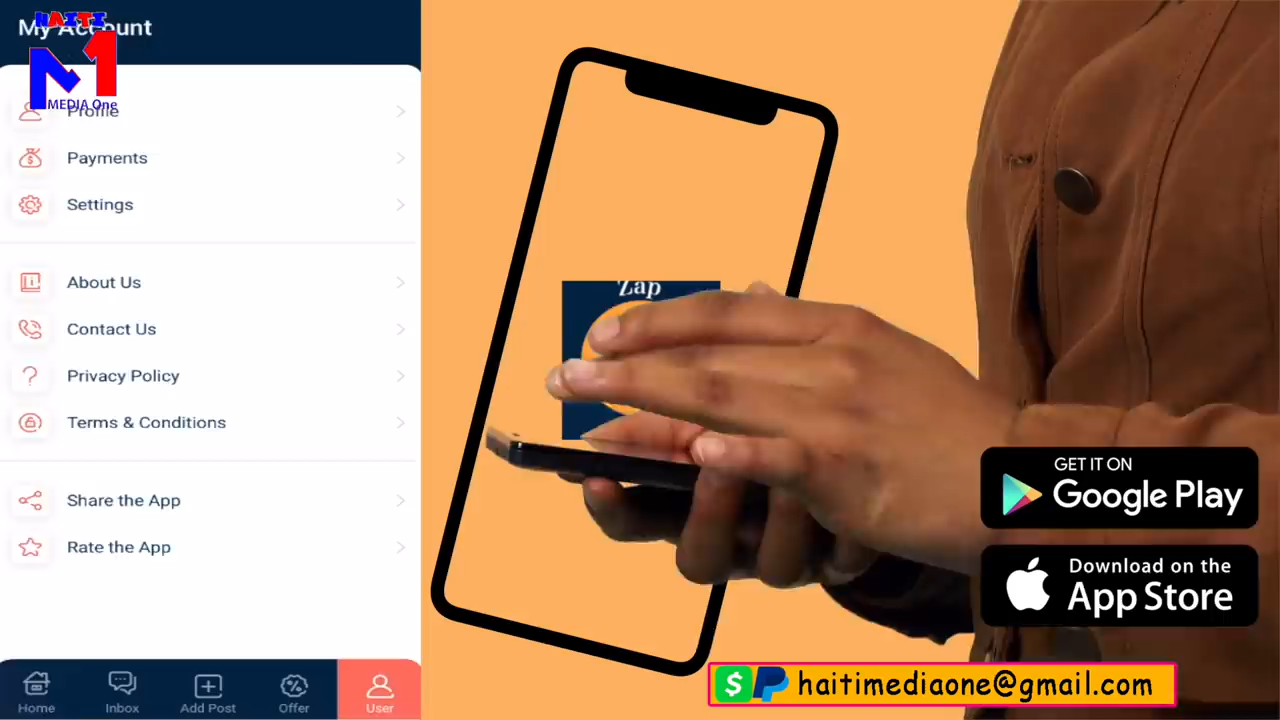 My Account
HAITI
MEDIA One
Profile
Payments
Settings
About Us
Contact Us
Privacy Policy
Terms & Conditions
Share the App
Rate the App
Home
Inbox
Add Post
Offer
User
Zap
GET IT ON
Google Play
Download on the
App Store
haitimediaone@gmail.com